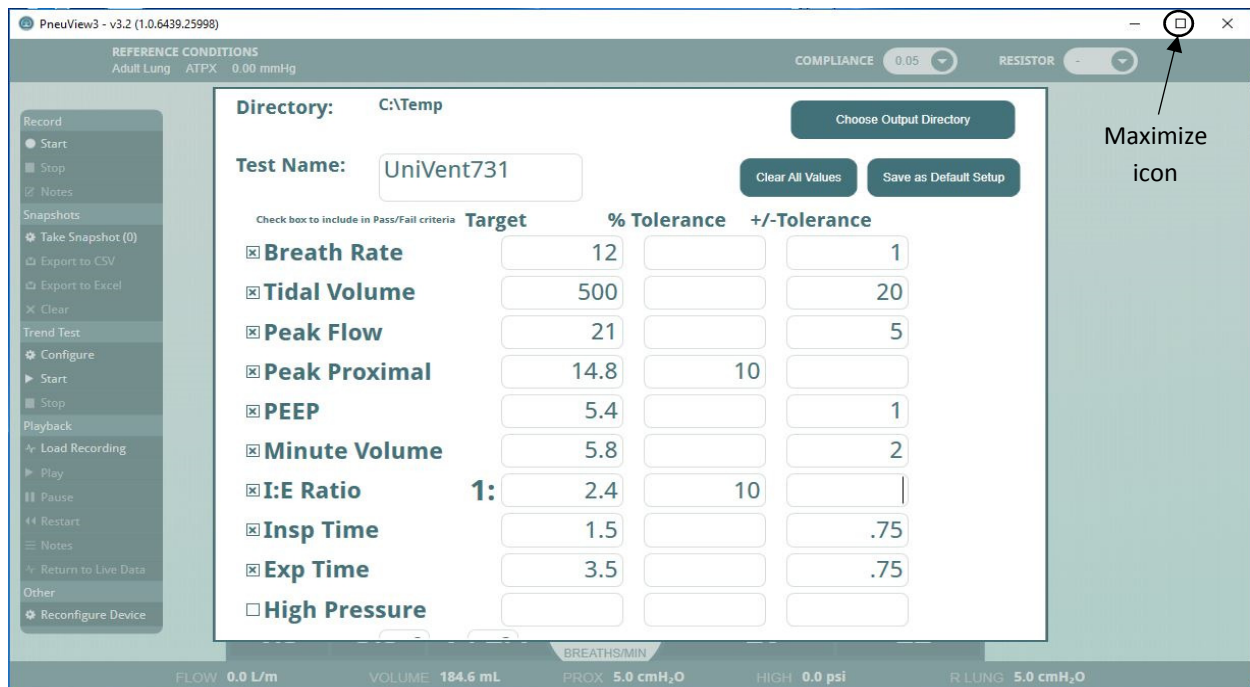 PneuView3 - v3.2 (1.0.6439.25998)
REFERENCE CONDITIONS
Adult Lung ATPX 0.00 mmHg
COMPLIANCE 0.05 RESISTOR -
Maximize
icon
Record
Start
Stop
Notes
Snapshots
Take Snapshot (0)
Export to CSV
Export to Excel
Clear
Trend Test
Configure
Start
Stop
Playback
Load Recording
Play
Pause
Restart
Notes
Return to Live Data
Other
Reconfigure Device
Directory: C:\Temp
Choose Output Directory
Test Name: UniVent731
Clear All Values Save as Default Setup
Check box to include in Pass/Fail criteria Target % Tolerance +/-Tolerance
Breath Rate 12 1
Tidal Volume 500 20
Peak Flow 21 5
Peak Proximal 14.8 10
PEEP 5.4 1
Minute Volume 5.8 2
I:E Ratio 1: 2.4 10
Insp Time 1.5 .75
Exp Time 3.5 .75
High Pressure
BREATHS/MIN
FLOW 0.0 L/m VOLUME 184.6 mL PROX 5.0 cmH₂O HIGH 0.0 psi R LUNG 5.0 cmH₂O